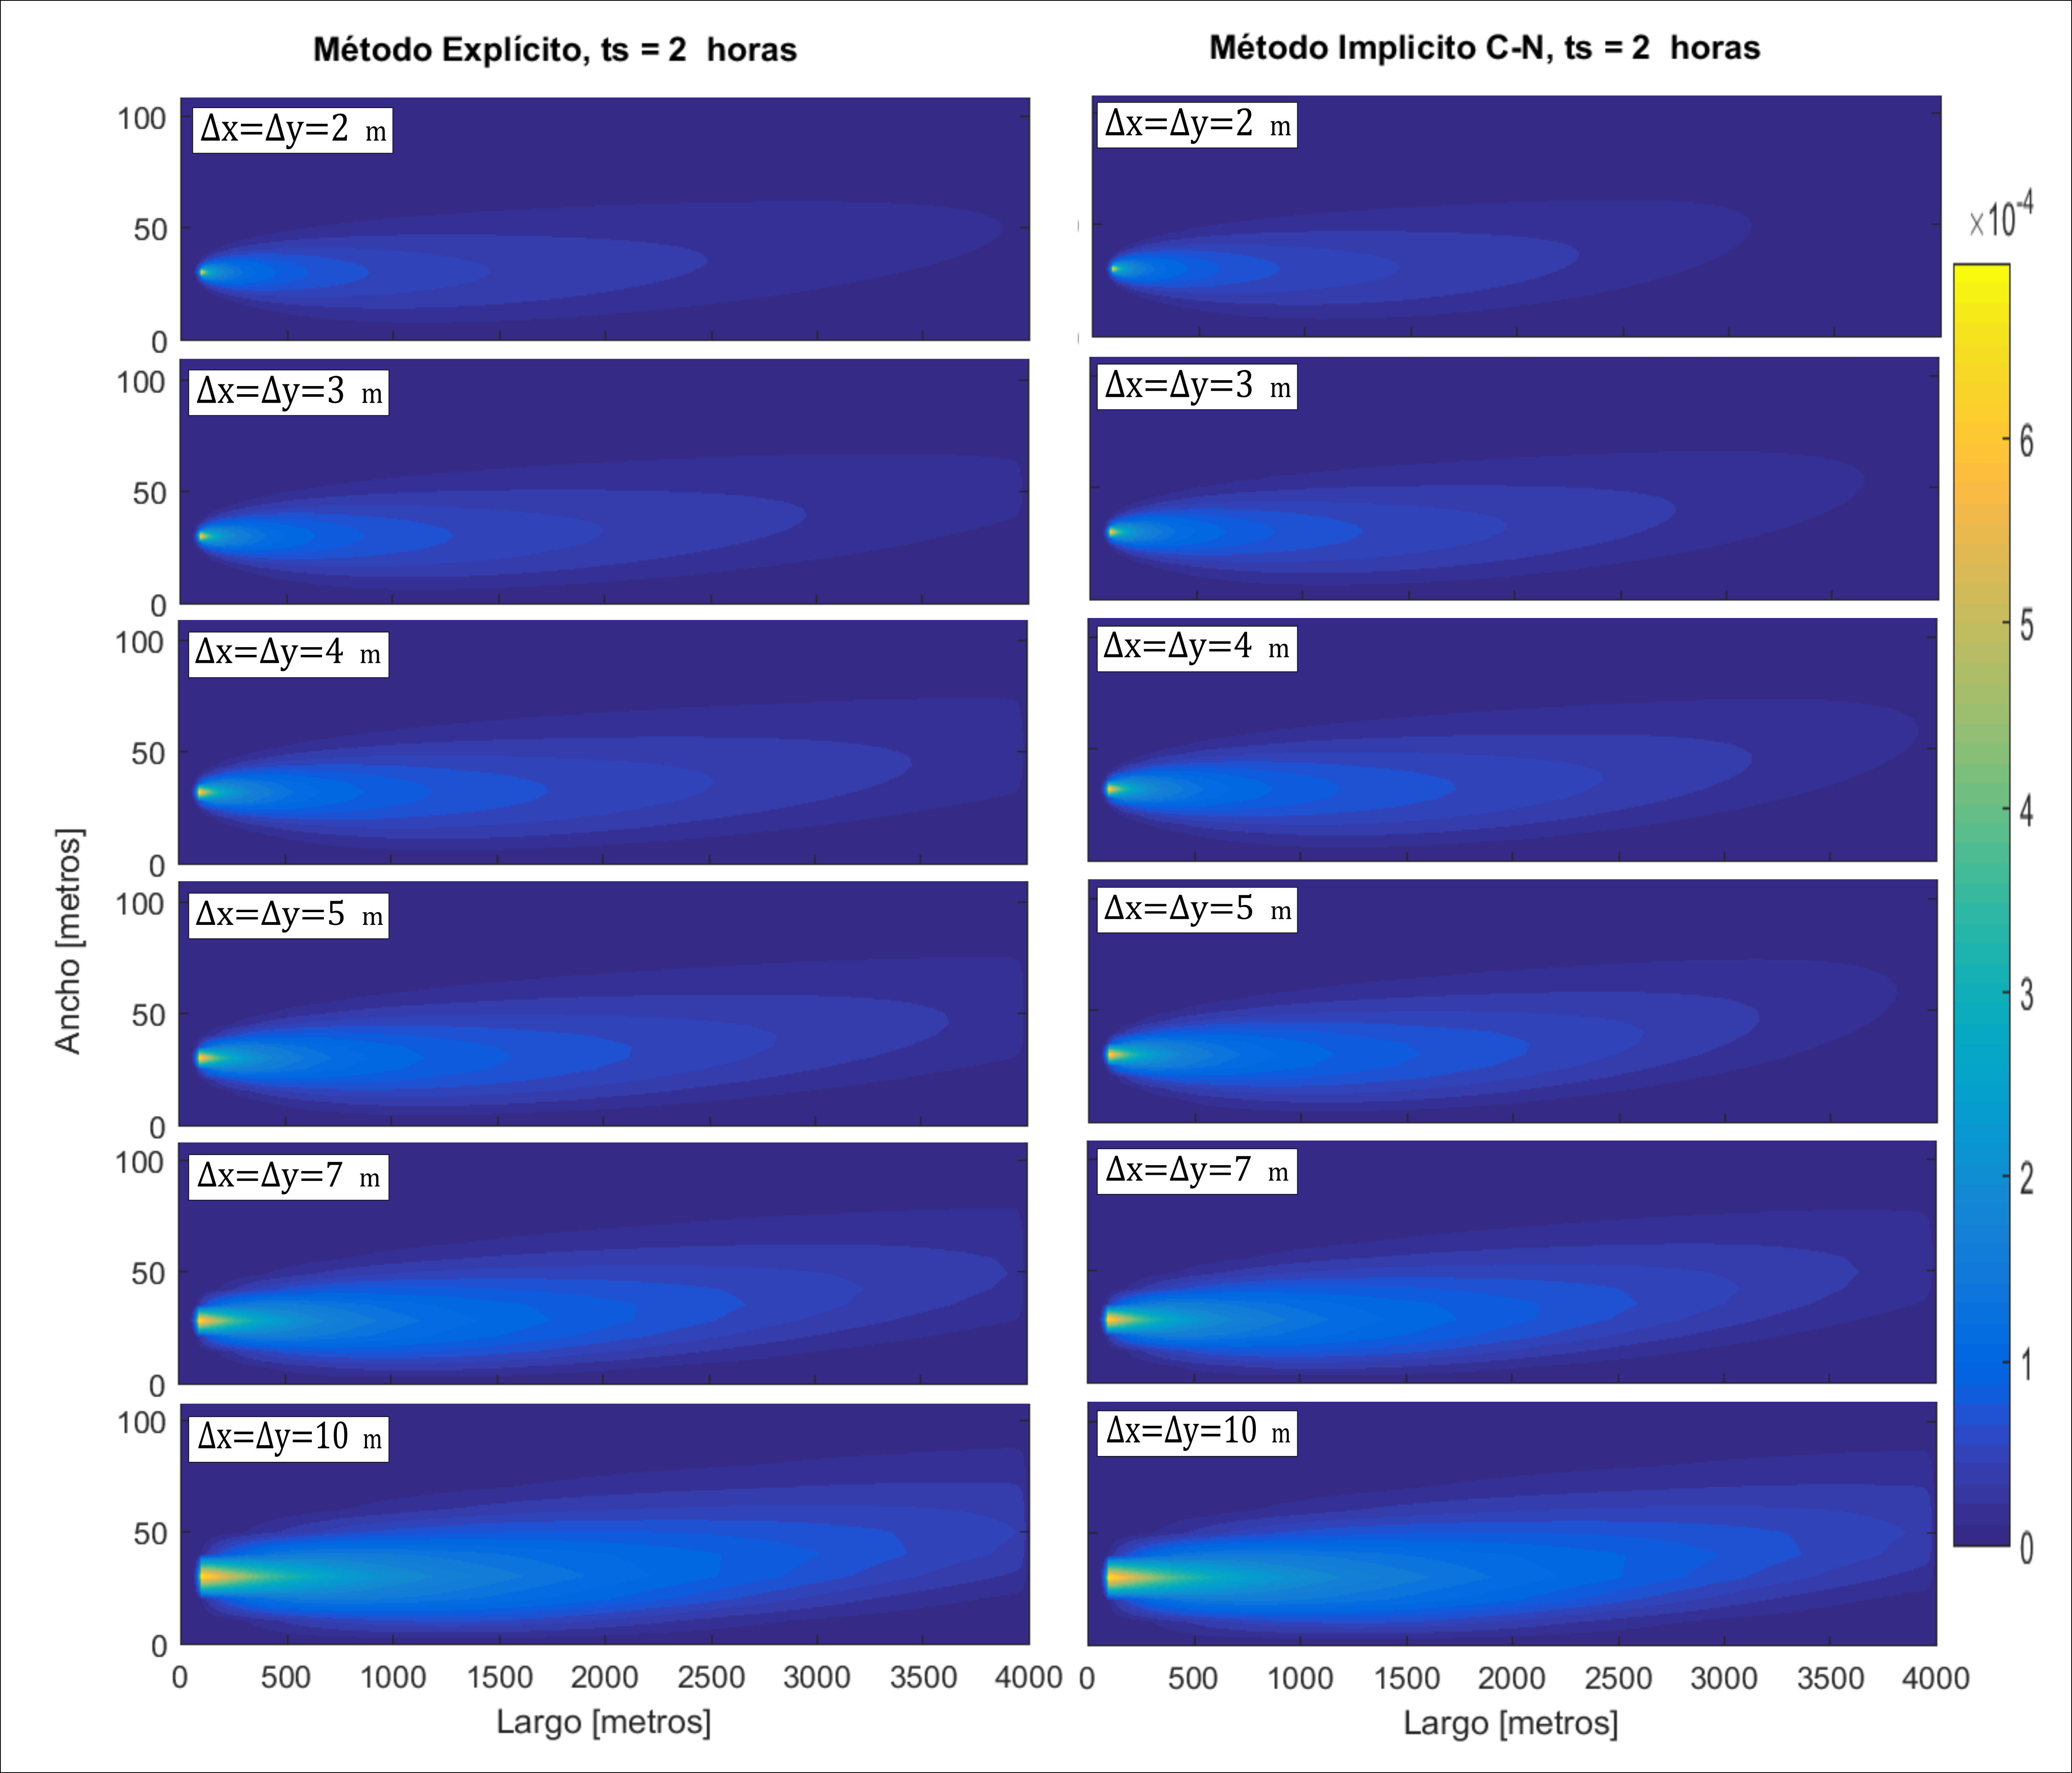 Método Explícito, ts = 2 horas
Método Implicito C-N, ts = 2 horas
Δx=Δy=2 m
100
50
0
Δx=Δy=2 m
×10-4
Δx=Δy=3 m
100
50
0
Δx=Δy=3 m
Δx=Δy=4 m
100
50
0
Δx=Δy=4 m
Δx=Δy=5 m
100
50
0
Δx=Δy=5 m
Δx=Δy=7 m
100
50
0
Δx=Δy=7 m
Δx=Δy=10 m
100
50
0
Δx=Δy=10 m
Ancho [metros]
6
5
4
3
2
1
0
0 500 1000 1500 2000 2500 3000 3500 4000
0 500 1000 1500 2000 2500 3000 3500 4000
Largo [metros]
Largo [metros]